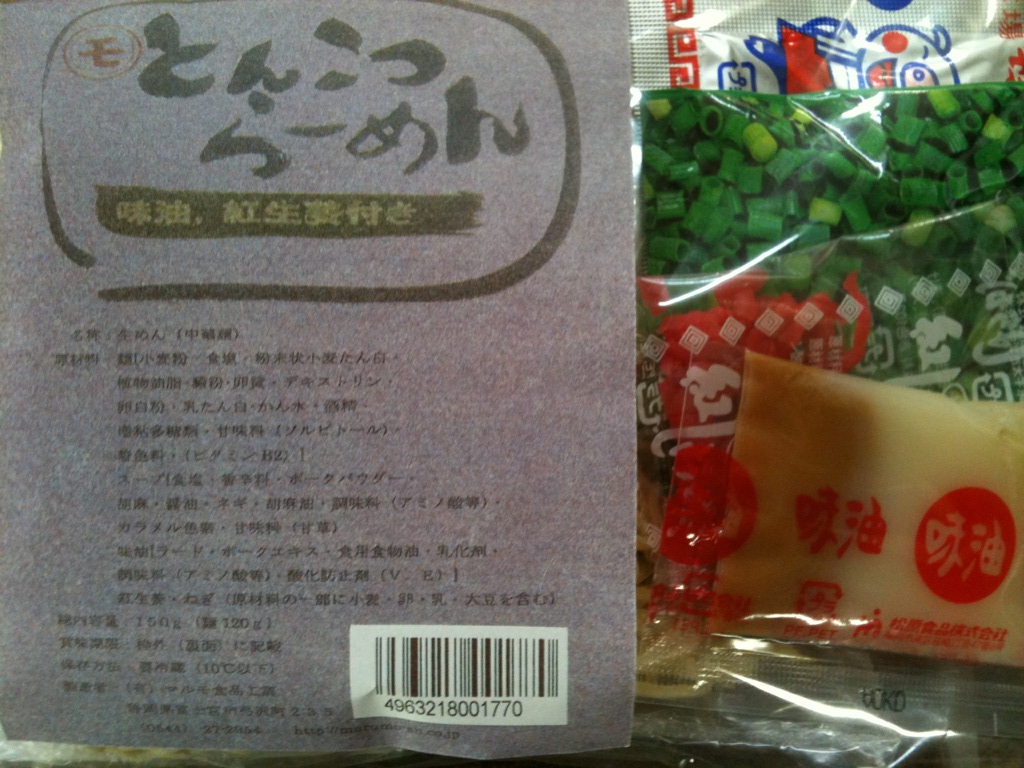 モ
とんこつ
らーめん
味油，紅生姜付き
名称：生めん（中華麺）
原材料：麺[小麦粉・食塩・粉末状小麦たん白・
植物油脂・澱粉・卵黄・デキストリン・
卵白粉・乳たん白・かん水・酒精・
増粘多糖類・甘味料（ソルビトール）・
着色料・（ビタミンB2）]
スープ[食塩・香辛料・ポークパウダー・
胡麻・醤油・ネギ・胡麻油・調味料（アミノ酸等）・
カラメル色素・甘味料（甘草）
味油[ラード・ポークエキス・食用食物油・乳化剤・
調味料（アミノ酸等）・酸化防止剤（V．E）]
紅生姜・ねぎ（原材料の一部に小麦・卵・乳・大豆を含む）
総内容量：150g（麺120g）
賞味期限：枠外（裏面）に記載
保存方法：要冷蔵（10℃以下）
製造者：（有）マルモ食品工業
4963218001770
味油
味油
PE,PET
松原食品株式会社